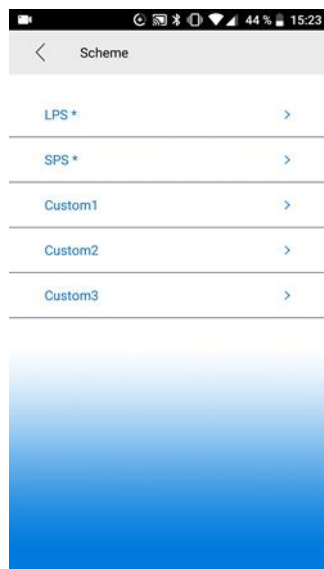 44 % 15:23
Scheme
LPS *
SPS *
Custom1
Custom2
Custom3